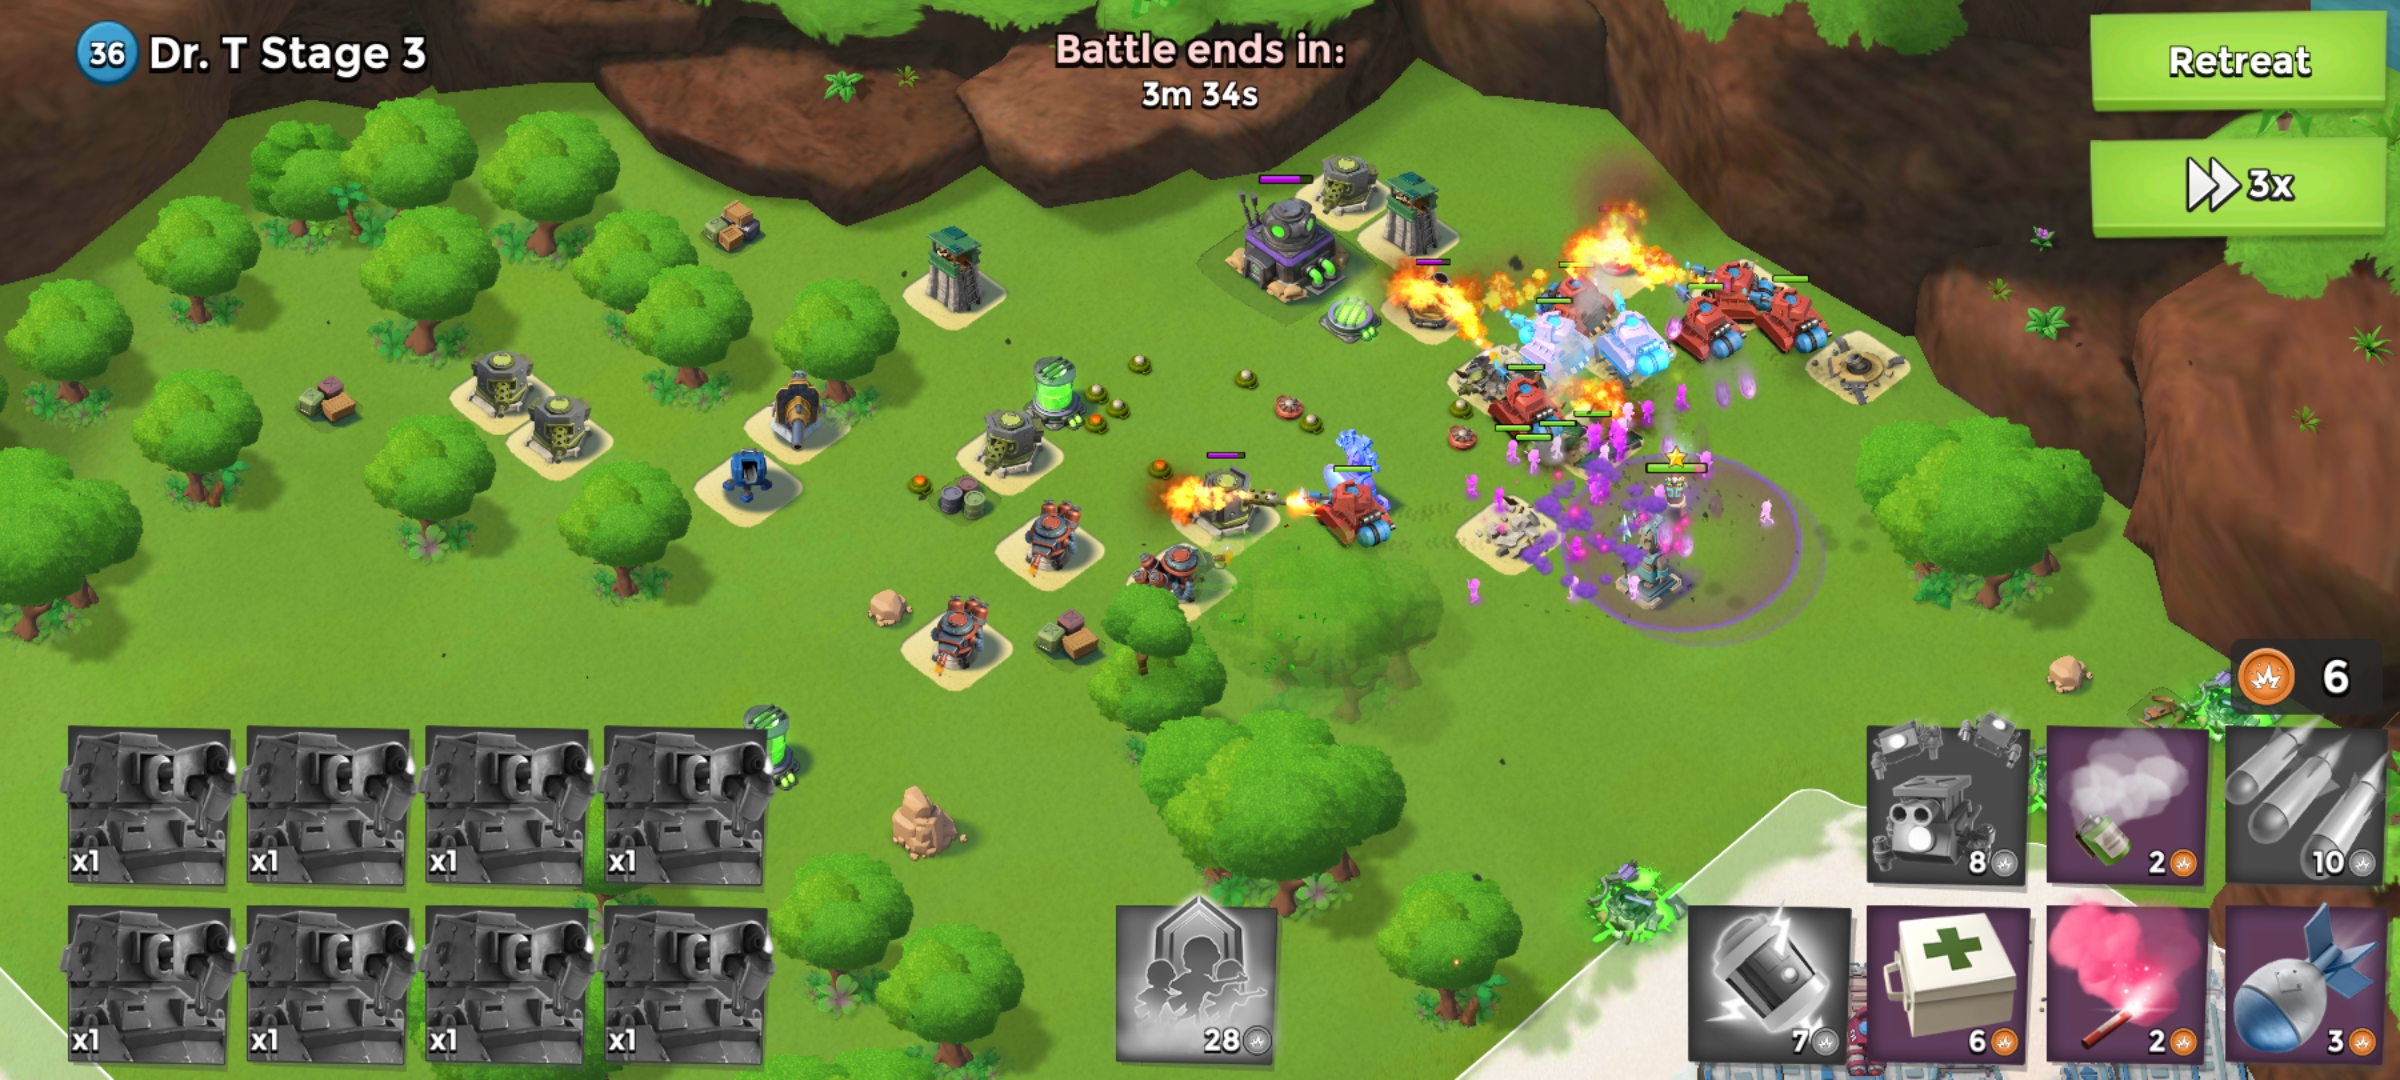 36 Dr. T Stage 3
Battle ends in:
3m 34s
Retreat
3x
6
x1 x1 x1 x1
8 2 10
x1 x1 x1 x1
28 7 6 2 3